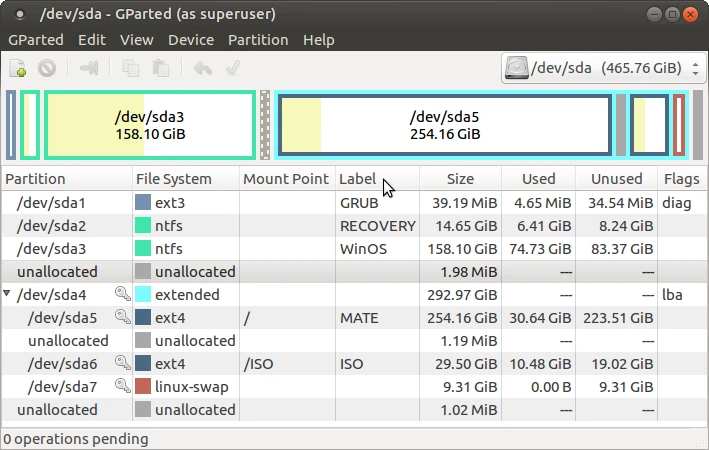 /dev/sda - GParted (as superuser)
GParted Edit View Device Partition Help
/dev/sda (465.76 GiB)
/dev/sda3
158.10 GiB
/dev/sda5
254.16 GiB
Partition File System Mount Point Label Size Used Unused Flags
/dev/sda1 ext3 GRUB 39.19 MiB 4.65 MiB 34.54 MiB diag
/dev/sda2 ntfs RECOVERY 14.65 GiB 6.41 GiB 8.24 GiB
/dev/sda3 ntfs WinOS 158.10 GiB 74.73 GiB 83.37 GiB
unallocated unallocated 1.98 MiB --- ---
/dev/sda4 extended 292.97 GiB --- --- lba
/dev/sda5 ext4 / MATE 254.16 GiB 30.64 GiB 223.51 GiB
unallocated unallocated 1.19 MiB --- ---
/dev/sda6 ext4 /ISO ISO 29.50 GiB 10.48 GiB 19.02 GiB
/dev/sda7 linux-swap 9.31 GiB 0.00 B 9.31 GiB
unallocated unallocated 1.02 MiB --- ---
0 operations pending